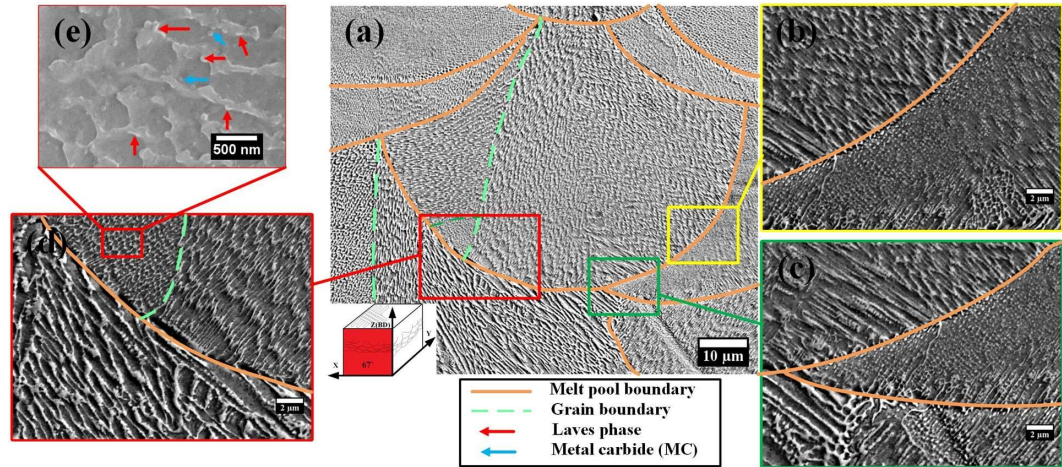 (e)
500 nm
(a)
(b)
2 µm
(d)
2 µm
Z(BD)
Y
X
67°
10 µm
(c)
2 µm
Melt pool boundary
Grain boundary
Laves phase
Metal carbide (MC)